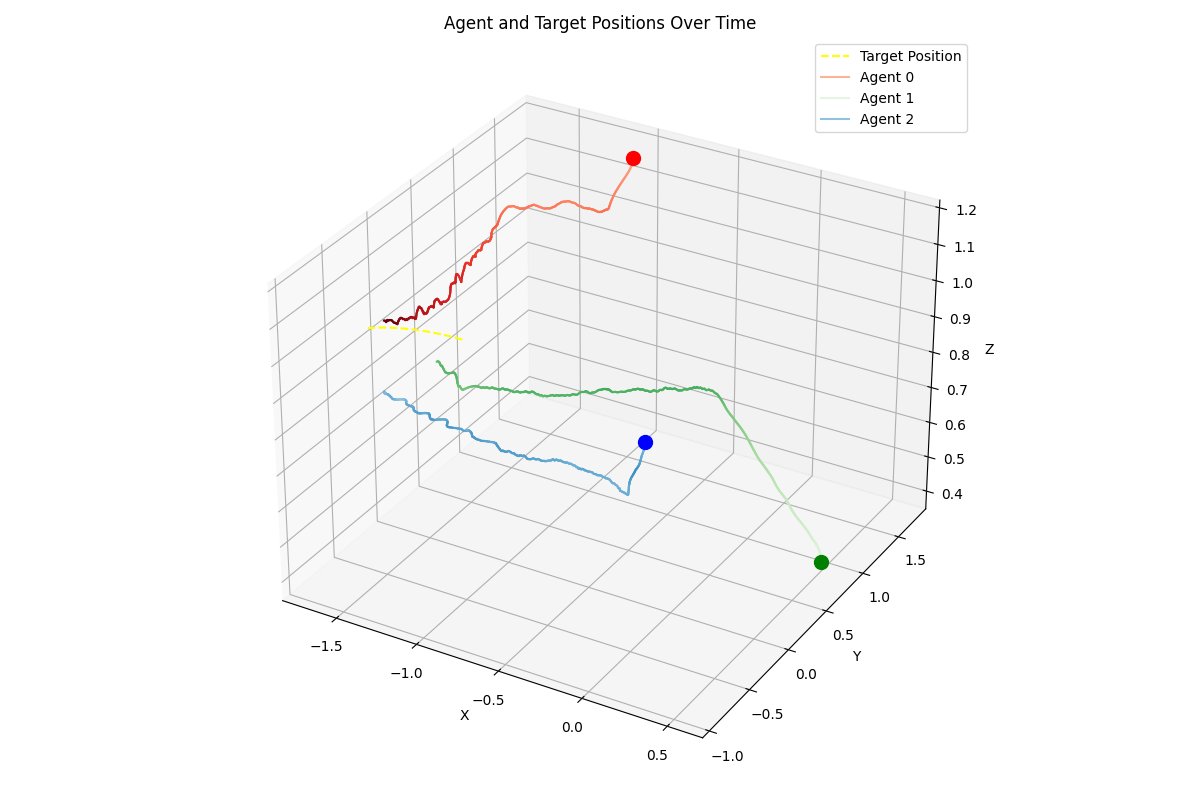 Agent and Target Positions Over Time
Target Position
Agent 0
Agent 1
Agent 2
1.2
1.1
1.0
0.9
0.8
0.7
0.6
0.5
0.4
Z
1.5
1.0
0.5
0.0
−0.5
−1.0
Y
−1.5
−1.0
−0.5
0.0
0.5
X